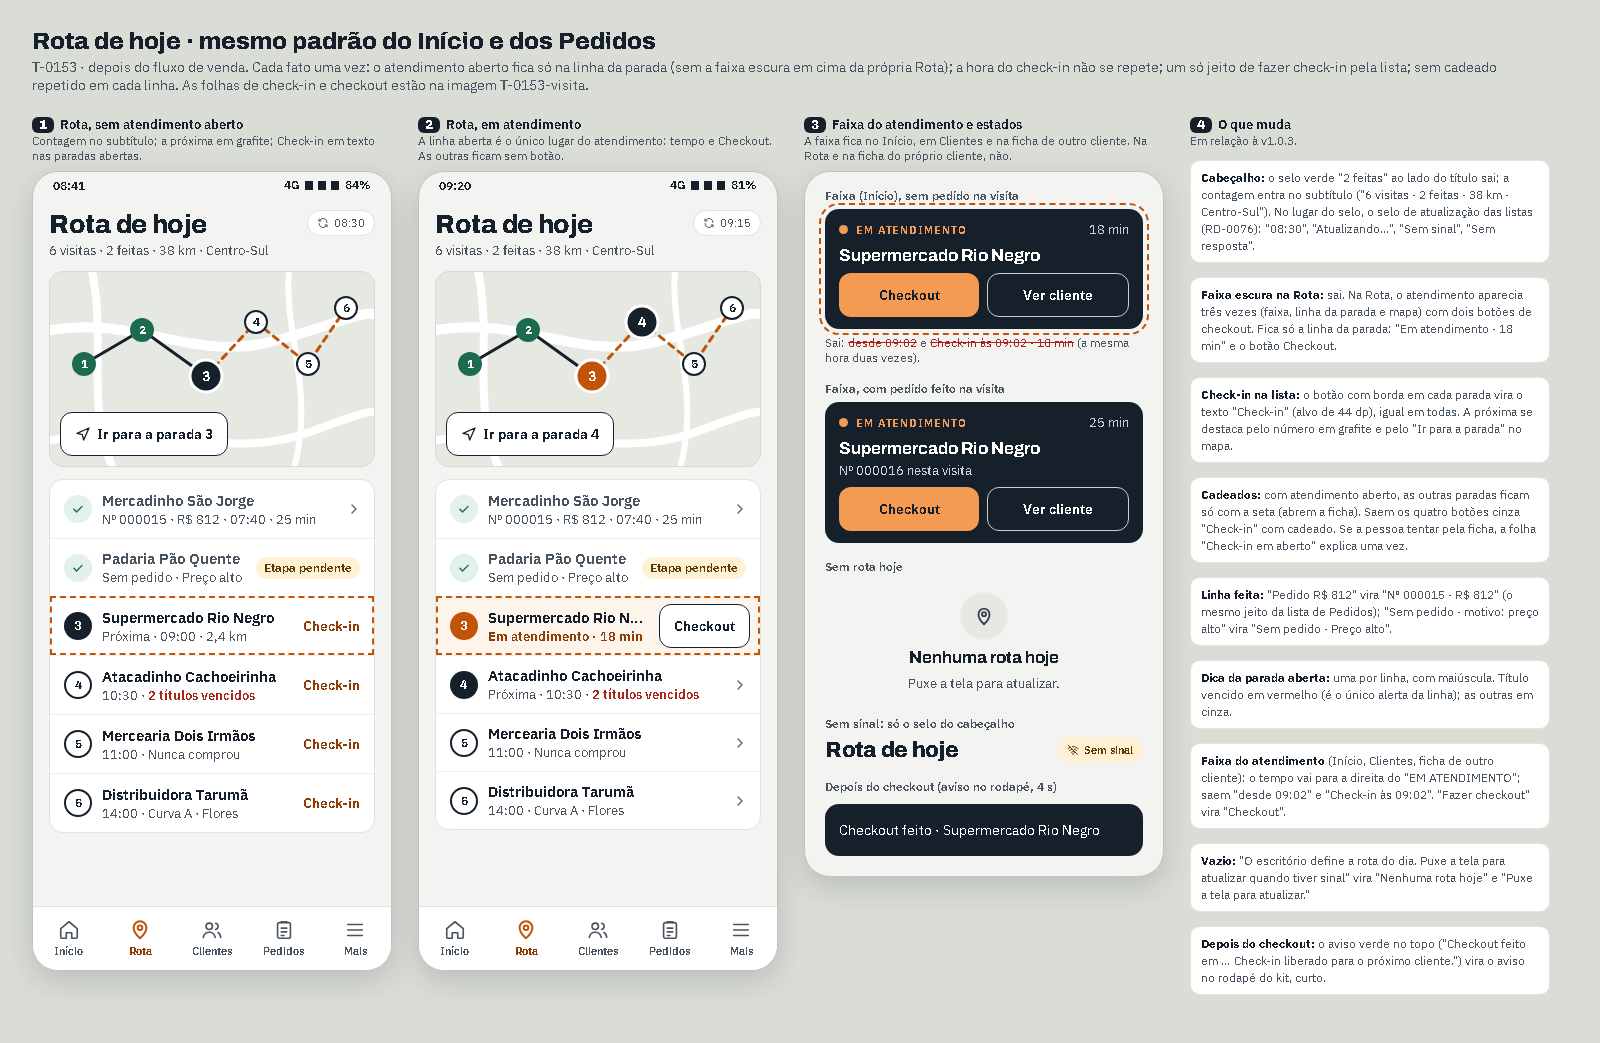 Rota de hoje · mesmo padrão do Início e dos Pedidos
T-0153 · depois do fluxo de venda. Cada fato uma vez: o atendimento aberto fica só na linha da parada (sem a faixa escura em cima da própria Rota); a hora do check-in não se repete; um só jeito de fazer check-in pela lista; sem cadeado
repetido em cada linha. As folhas de check-in e checkout estão na imagem T-0153-visita.
1 Rota, sem atendimento aberto
Contagem no subtítulo; a próxima em grafite; Check-in em texto
nas paradas abertas.
08:41
4G 84%
Rota de hoje
08:30
6 visitas · 2 feitas · 38 km · Centro-Sul
1
2
3
4
5
6
Ir para a parada 3
Mercadinho São Jorge
Nº 000015 · R$ 812 · 07:40 · 25 min
Padaria Pão Quente
Sem pedido · Preço alto
Etapa pendente
3
Supermercado Rio Negro
Próxima · 09:00 · 2,4 km
Check-in
4
Atacadinho Cachoeirinha
10:30 · 2 títulos vencidos
Check-in
5
Mercearia Dois Irmãos
11:00 · Nunca comprou
Check-in
6
Distribuidora Tarumã
14:00 · Curva A · Flores
Check-in
Início
Rota
Clientes
Pedidos
Mais
2 Rota, em atendimento
A linha aberta é o único lugar do atendimento: tempo e Checkout.
As outras ficam sem botão.
09:20
4G 81%
Rota de hoje
09:15
6 visitas · 2 feitas · 38 km · Centro-Sul
1
2
3
4
5
6
Ir para a parada 4
Mercadinho São Jorge
Nº 000015 · R$ 812 · 07:40 · 25 min
Padaria Pão Quente
Sem pedido · Preço alto
Etapa pendente
3
Supermercado Rio N...
Em atendimento · 18 min
Checkout
4
Atacadinho Cachoeirinha
Próxima · 10:30 · 2 títulos vencidos
5
Mercearia Dois Irmãos
11:00 · Nunca comprou
6
Distribuidora Tarumã
14:00 · Curva A · Flores
Início
Rota
Clientes
Pedidos
Mais
3 Faixa do atendimento e estados
A faixa fica no Início, em Clientes e na ficha de outro cliente. Na
Rota e na ficha do próprio cliente, não.
Faixa (Início), sem pedido na visita
EM ATENDIMENTO
18 min
Supermercado Rio Negro
Checkout
Ver cliente
Sai: desde 09:02 e Check-in às 09:02 · 18 min (a mesma
hora duas vezes).
Faixa, com pedido feito na visita
EM ATENDIMENTO
25 min
Supermercado Rio Negro
Nº 000016 nesta visita
Checkout
Ver cliente
Sem rota hoje
Nenhuma rota hoje
Puxe a tela para atualizar.
Sem sinal: só o selo do cabeçalho
Rota de hoje
Sem sinal
Depois do checkout (aviso no rodapé, 4 s)
Checkout feito · Supermercado Rio Negro
4 O que muda
Em relação à v1.0.3.
Cabeçalho: o selo verde "2 feitas" ao lado do título sai; a
contagem entra no subtítulo ("6 visitas · 2 feitas · 38 km ·
Centro-Sul"). No lugar do selo, o selo de atualização das listas
(RD-0076): "08:30", "Atualizando...", "Sem sinal", "Sem
resposta".
Faixa escura na Rota: sai. Na Rota, o atendimento aparecia
três vezes (faixa, linha da parada e mapa) com dois botões de
checkout. Fica só a linha da parada: "Em atendimento · 18
min" e o botão Checkout.
Check-in na lista: o botão com borda em cada parada vira o
texto "Check-in" (alvo de 44 dp), igual em todas. A próxima se
destaca pelo número em grafite e pelo "Ir para a parada" no
mapa.
Cadeados: com atendimento aberto, as outras paradas ficam
só com a seta (abrem a ficha). Saem os quatro botões cinza
"Check-in" com cadeado. Se a pessoa tentar pela ficha, a folha
"Check-in em aberto" explica uma vez.
Linha feita: "Pedido R$ 812" vira "Nº 000015 · R$ 812" (o
mesmo jeito da lista de Pedidos); "Sem pedido · motivo: preço
alto" vira "Sem pedido · Preço alto".
Dica da parada aberta: uma por linha, com maiúscula. Título
vencido em vermelho (é o único alerta da linha); as outras em
cinza.
Faixa do atendimento (Início, Clientes, ficha de outro
cliente): o tempo vai para a direita do "EM ATENDIMENTO";
saem "desde 09:02" e "Check-in às 09:02". "Fazer checkout"
vira "Checkout".
Vazio: "O escritório define a rota do dia. Puxe a tela para
atualizar quando tiver sinal" vira "Nenhuma rota hoje" e "Puxe
a tela para atualizar."
Depois do checkout: o aviso verde no topo ("Checkout feito
em ... Check-in liberado para o próximo cliente.") vira o aviso
no rodapé do kit, curto.